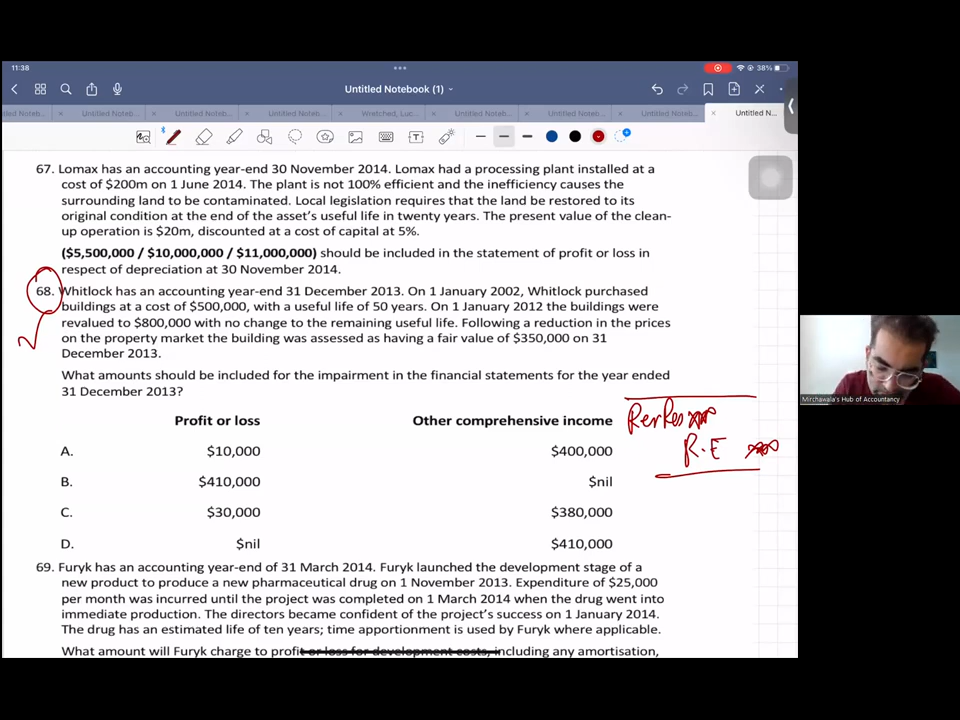 11:38
38%
Untitled Notebook (1)
Untitled Noteb...
Untitled Noteb...
Wretched, Luc...
Untitled Noteb...
Untitled Noteb...
Untitled N...
67. Lomax has an accounting year-end 30 November 2014. Lomax had a processing plant installed at a
cost of $200m on 1 June 2014. The plant is not 100% efficient and the inefficiency causes the
surrounding land to be contaminated. Local legislation requires that the land be restored to its
original condition at the end of the asset's useful life in twenty years. The present value of the clean-
up operation is $20m, discounted at a cost of capital at 5%.
($5,500,000 / $10,000,000 / $11,000,000) should be included in the statement of profit or loss in
respect of depreciation at 30 November 2014.
68. Whitlock has an accounting year-end 31 December 2013. On 1 January 2002, Whitlock purchased
buildings at a cost of $500,000, with a useful life of 50 years. On 1 January 2012 the buildings were
revalued to $800,000 with no change to the remaining useful life. Following a reduction in the prices
on the property market the building was assessed as having a fair value of $350,000 on 31
December 2013.
What amounts should be included for the impairment in the financial statements for the year ended
31 December 2013?
Profit or loss Other comprehensive income
A. $10,000 $400,000
B. $410,000 $nil
C. $30,000 $380,000
D. $nil $410,000
R.E
69. Furyk has an accounting year-end of 31 March 2014. Furyk launched the development stage of a
new product to produce a new pharmaceutical drug on 1 November 2013. Expenditure of $25,000
per month was incurred until the project was completed on 1 March 2014 when the drug went into
immediate production. The directors became confident of the project's success on 1 January 2014.
The drug has an estimated life of ten years; time apportionment is used by Furyk where applicable.
What amount will Furyk charge to profit or loss for development costs, including any amortisation,
Mirchawala's Hub of Accountancy